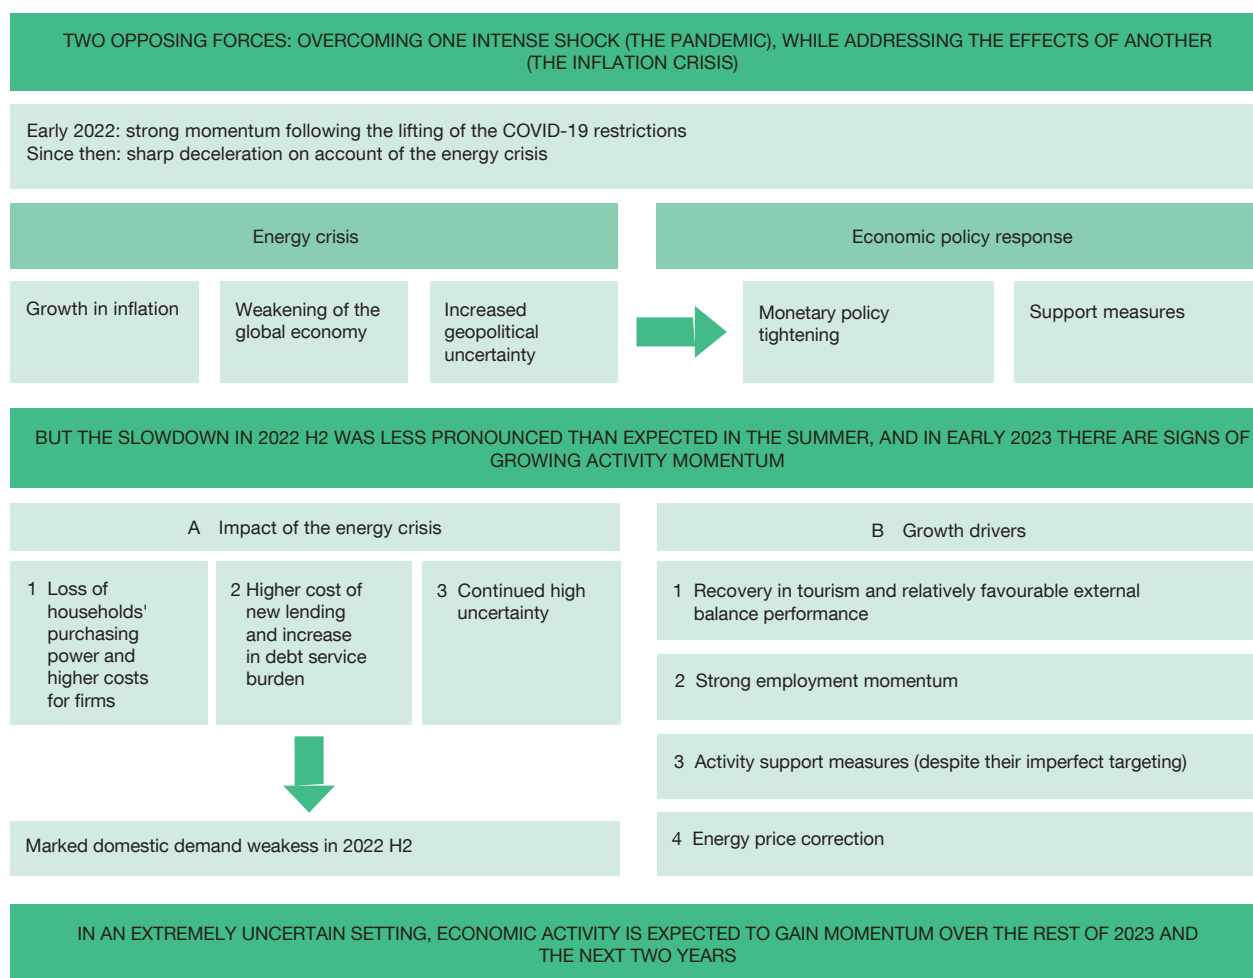 TWO OPPOSING FORCES: OVERCOMING ONE INTENSE SHOCK (THE PANDEMIC), WHILE ADDRESSING THE EFFECTS OF ANOTHER
(THE INFLATION CRISIS)
Early 2022: strong momentum following the lifting of the COVID-19 restrictions
Since then: sharp deceleration on account of the energy crisis
Energy crisis
Economic policy response
Growth in inflation
Weakening of the
global economy
Increased
geopolitical
uncertainty
Monetary policy
tightening
Support measures
BUT THE SLOWDOWN IN 2022 H2 WAS LESS PRONOUNCED THAN EXPECTED IN THE SUMMER, AND IN EARLY 2023 THERE ARE SIGNS OF
GROWING ACTIVITY MOMENTUM
A Impact of the energy crisis
1 Loss of
households'
purchasing
power and
higher costs
for firms
2 Higher cost of
new lending
and increase
in debt service
burden
3 Continued high
uncertainty
Marked domestic demand weakess in 2022 H2
B Growth drivers
1 Recovery in tourism and relatively favourable external
balance performance
2 Strong employment momentum
3 Activity support measures (despite their imperfect targeting)
4 Energy price correction
IN AN EXTREMELY UNCERTAIN SETTING, ECONOMIC ACTIVITY IS EXPECTED TO GAIN MOMENTUM OVER THE REST OF 2023 AND
THE NEXT TWO YEARS